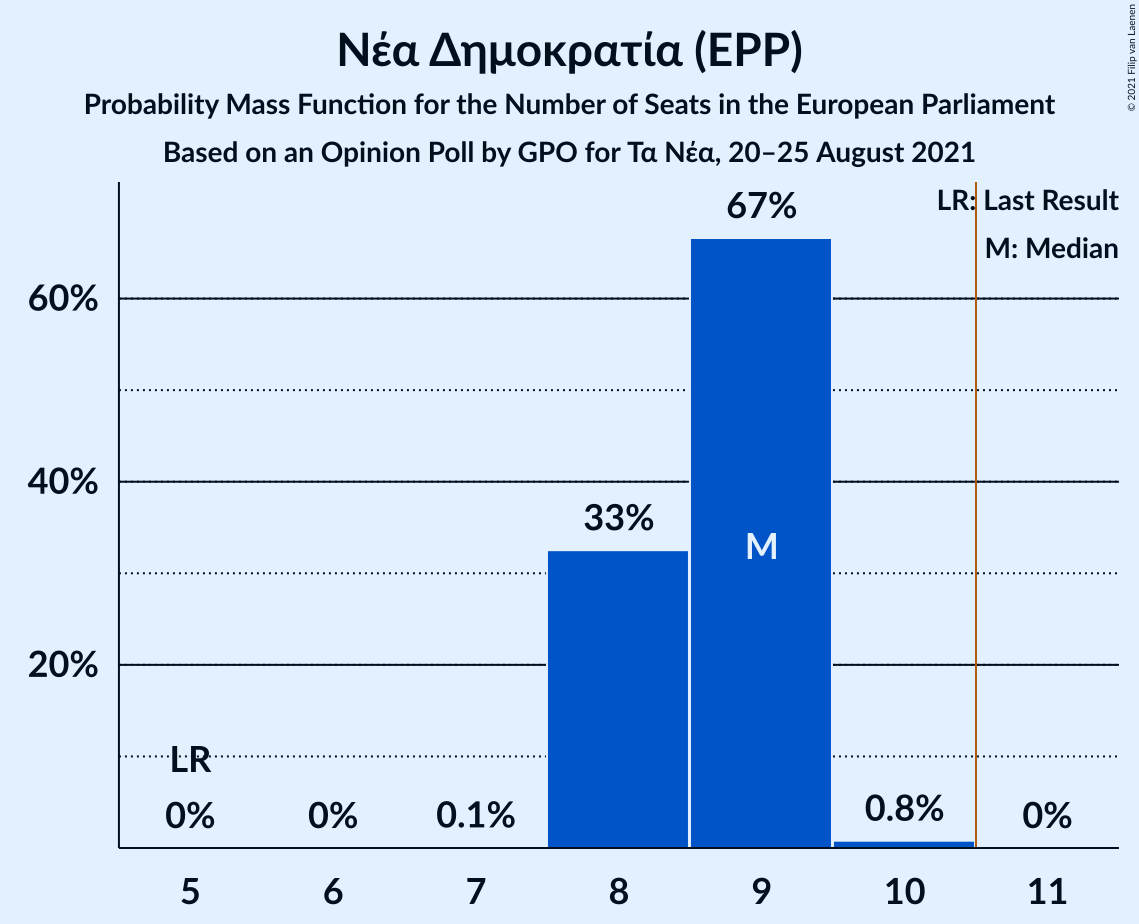 Νέα Δημοκρατία (EPP)
Probability Mass Function for the Number of Seats in the European Parliament
Based on an Opinion Poll by GPO for Τα Νέα, 20–25 August 2021
© 2021 Filip van Laenen
LR: Last Result
M: Median
67%
60%
40%
33%
M
20%
LR
0%
0%
0.1%
0.8%
0%
5
6
7
8
9
10
11